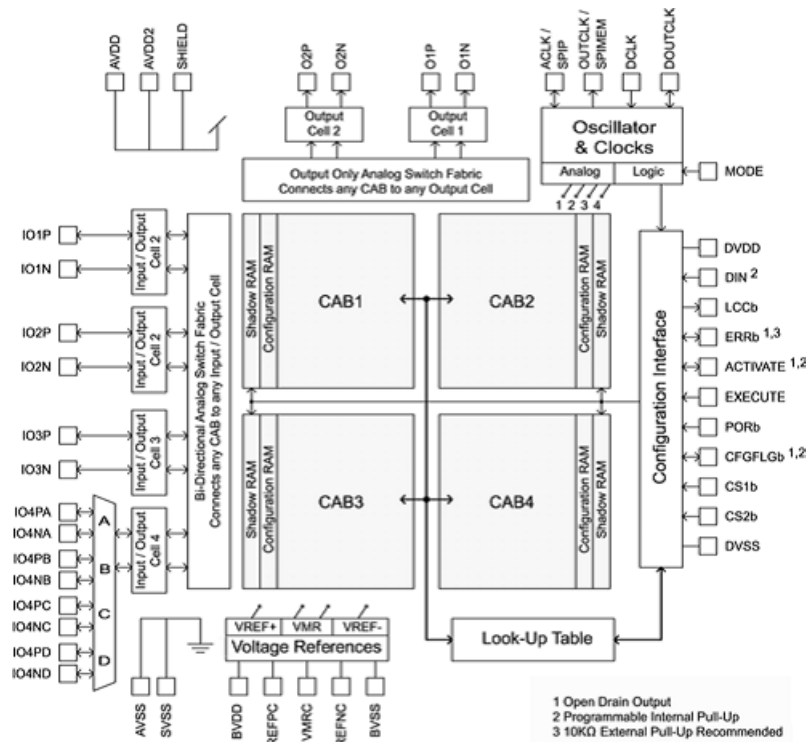 AVDD
AVDD2
SHIELD
O2P
O2N
O1P
O1N
ACLK /
SPIP
OUTCLK /
SPIMEM
DCLK
DOUTCLK
Output
Cell 2
Output
Cell 1
Oscillator
& Clocks
Analog
Logic
MODE
Output Only Analog Switch Fabric
Connects any CAB to any Output Cell
1
2
3
4
IO1P
IO1N
Input / Output
Cell 2
IO2P
IO2N
Input / Output
Cell 2
IO3P
IO3N
Input / Output
Cell 3
IO4PA
IO4NA
IO4PB
IO4NB
IO4PC
IO4NC
IO4PD
IO4ND
A
B
C
D
Input / Output
Cell 4
Bi-Directional Analog Switch Fabric
Connects any CAB to any Input / Output Cell
Shadow RAM
Configuration RAM
CAB1
CAB2
Configuration RAM
Shadow RAM
Shadow RAM
Configuration RAM
CAB3
CAB4
Configuration RAM
Shadow RAM
Configuration Interface
DVDD
DIN 2
LCCb
ERRb 1,3
ACTIVATE 1,2
EXECUTE
PORb
CFGFLGb 1,2
CS1b
CS2b
DVSS
VREF+
VMR
VREF-
Voltage References
Look-Up Table
AVSS
SVSS
BVDD
REFPC
VMRC
REFNC
BVSS
1 Open Drain Output
2 Programmable Internal Pull-Up
3 10KΩ External Pull-Up Recommended